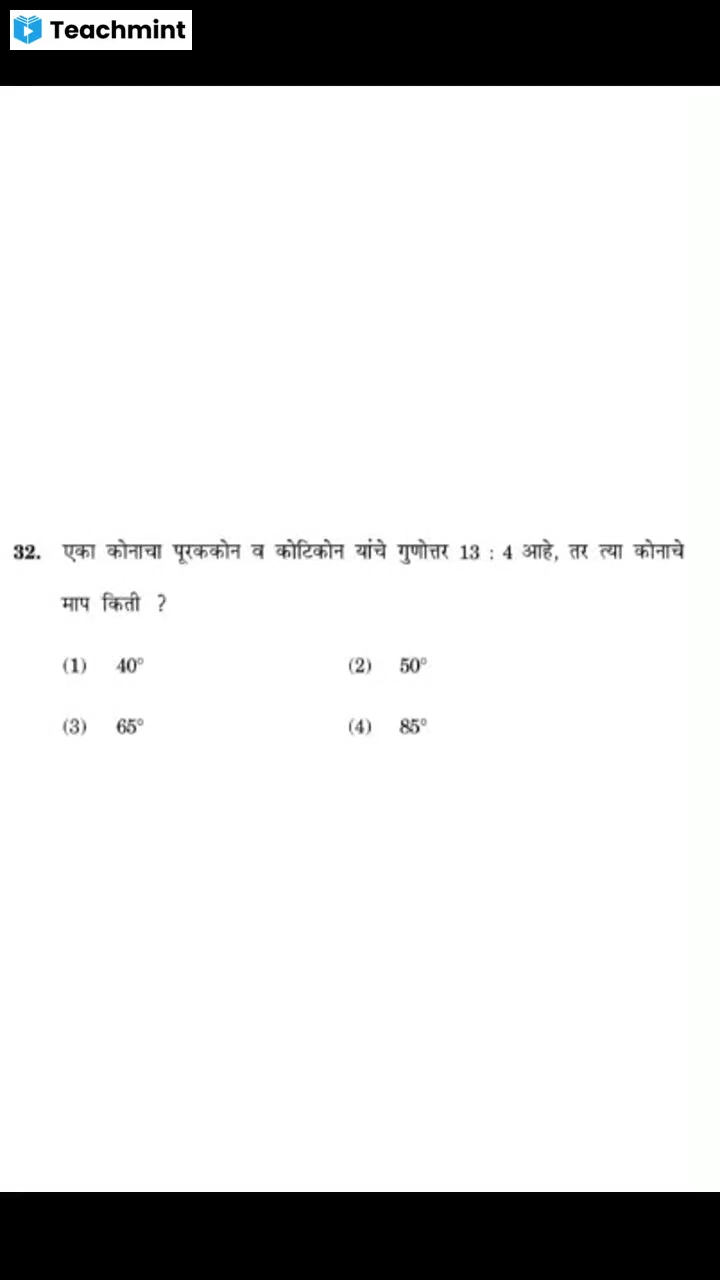 Teachmint
32. एका कोनाचा पूरककोन व कोटिकोन यांचे गुणोत्तर 13 : 4 आहे, तर त्या कोनाचे
माप किती ?
(1) 40° (2) 50°
(3) 65° (4) 85°